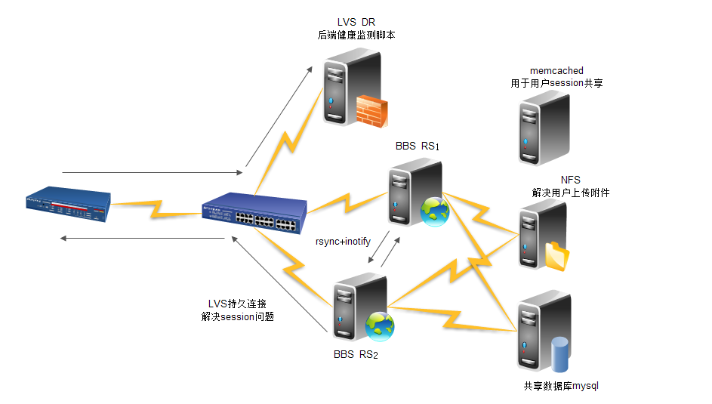 LVS DR
后端健康监测脚本
memcached
用于用户session共享
BBS RS1
NFS
解决用户上传附件
rsync+inotify
LVS持久连接
解决session问题
BBS RS2
共享数据库mysql